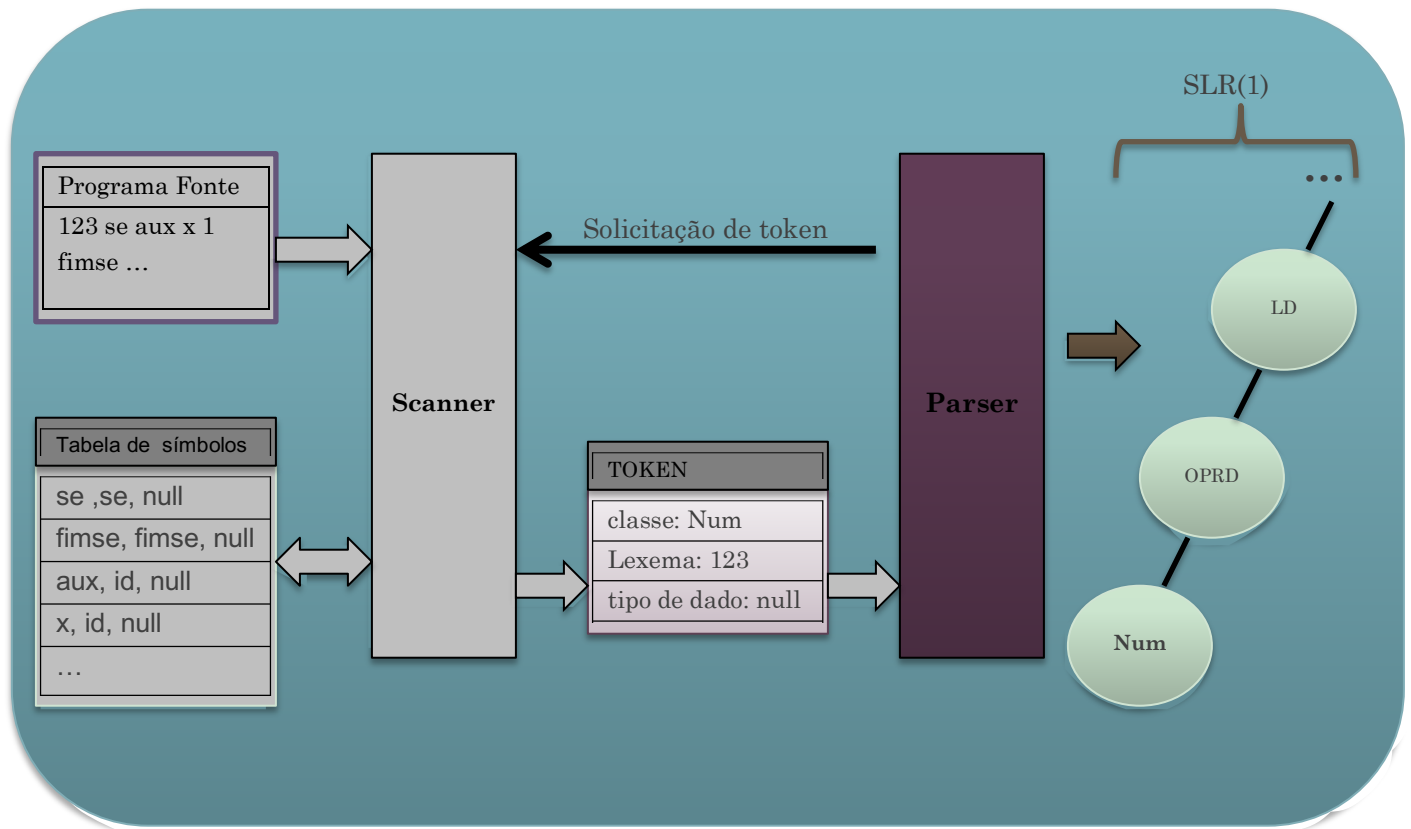 SLR(1)
...
Programa Fonte
123 se aux x 1
fimse ...
Solicitação de token
LD
Scanner
Parser
Tabela de símbolos
se ,se, null
fimse, fimse, null
aux, id, null
x, id, null
...
TOKEN
classe: Num
Lexema: 123
tipo de dado: null
OPRD
Num